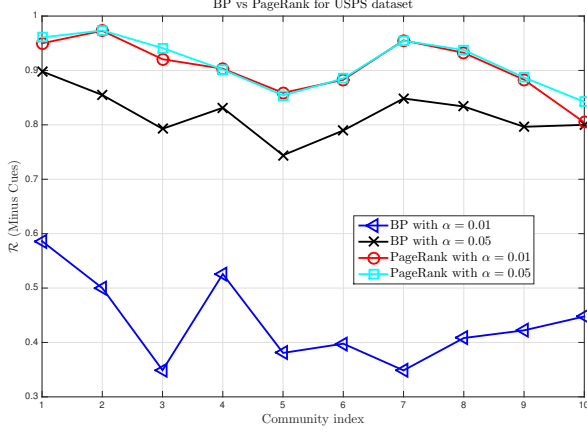 BP vs PageRank for USPS dataset
1
0.9
0.8
0.7
0.6
0.5
0.4
0.3
ℛ (Minus Cues)
BP with α = 0.01
BP with α = 0.05
PageRank with α = 0.01
PageRank with α = 0.05
1 2 3 4 5 6 7 8 9 10
Community index